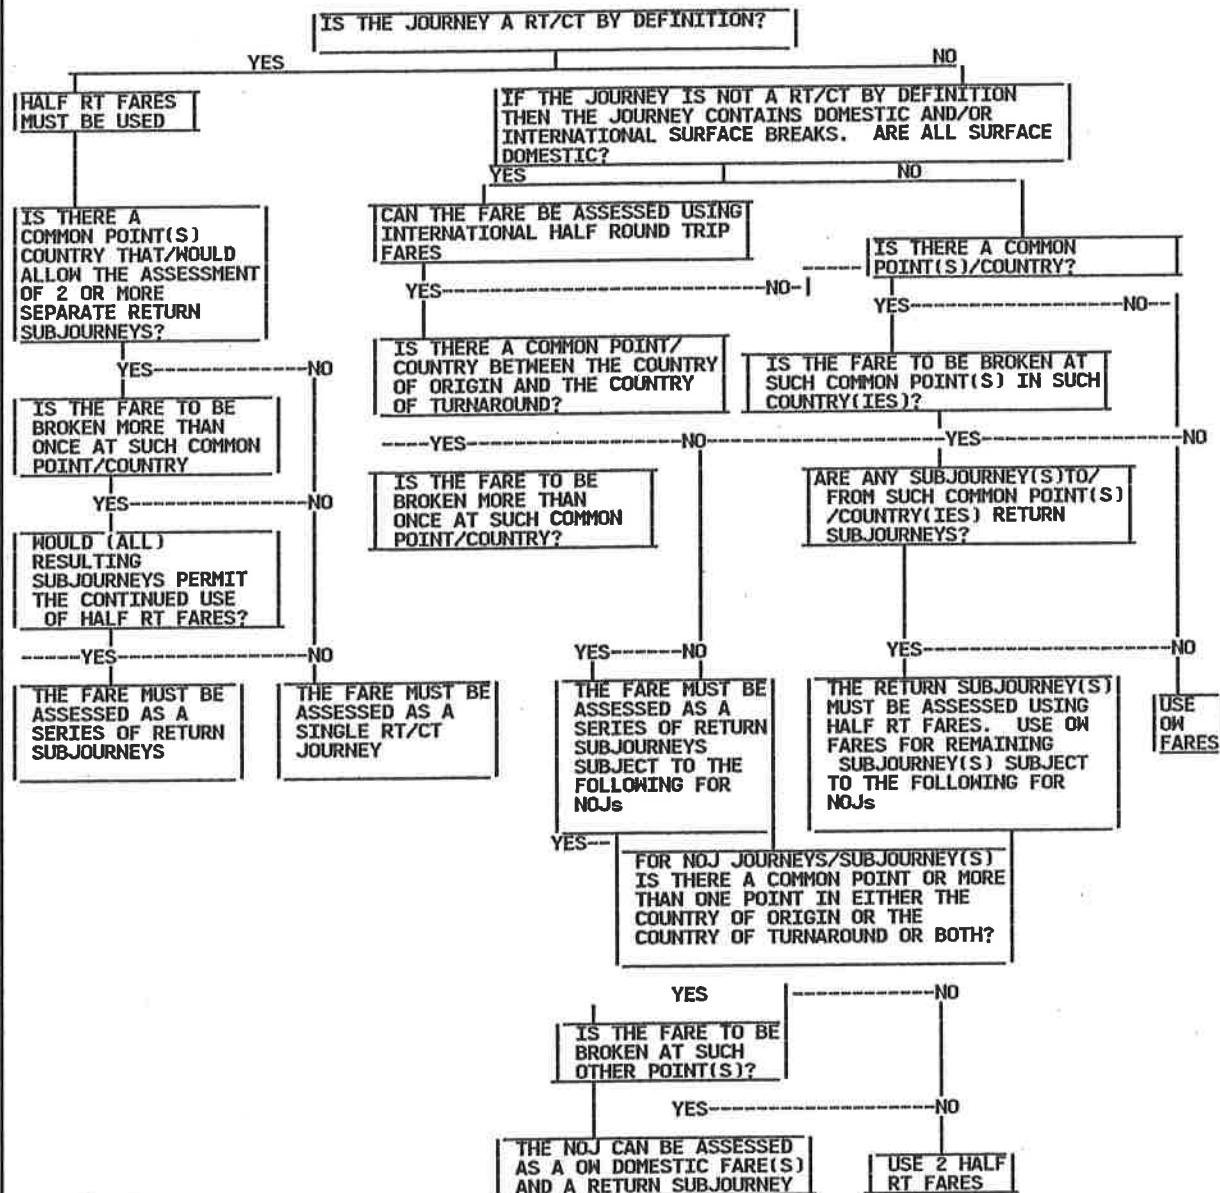 IS THE JOURNEY A RT/CT BY DEFINITION?
YES
NO
HALF RT FARES
MUST BE USED
IF THE JOURNEY IS NOT A RT/CT BY DEFINITION
THEN THE JOURNEY CONTAINS DOMESTIC AND/OR
INTERNATIONAL SURFACE BREAKS. ARE ALL SURFACE
DOMESTIC?
YES
NO
IS THERE A
COMMON POINT(S)
COUNTRY THAT/WOULD
ALLOW THE ASSESSMENT
OF 2 OR MORE
SEPARATE RETURN
SUBJOURNEYS?
CAN THE FARE BE ASSESSED USING
INTERNATIONAL HALF ROUND TRIP
FARES
IS THERE A COMMON
POINT(S)/COUNTRY?
YES-----------------------------NO-
YES---------------------NO--
IS THERE A COMMON POINT/
COUNTRY BETWEEN THE COUNTRY
OF ORIGIN AND THE COUNTRY
OF TURNAROUND?
IS THE FARE TO BE BROKEN AT
SUCH COMMON POINT(S) IN SUCH
COUNTRY(IES)?
YES--------------NO
IS THE FARE TO BE
BROKEN MORE THAN
ONCE AT SUCH COMMON
POINT/COUNTRY
----YES---------------------NO---------------------YES-----------------NO
IS THE FARE TO BE
BROKEN MORE THAN
ONCE AT SUCH COMMON
POINT/COUNTRY?
ARE ANY SUBJOURNEY(S)TO/
FROM SUCH COMMON POINT(S)
/COUNTRY(IES) RETURN
SUBJOURNEYS?
YES----------------NO
WOULD (ALL)
RESULTING
SUBJOURNEYS PERMIT
THE CONTINUED USE
OF HALF RT FARES?
------YES-----------------NO
YES-------NO
YES----------------------NO
THE FARE MUST BE
ASSESSED AS A
SERIES OF RETURN
SUBJOURNEYS
THE FARE MUST BE
ASSESSED AS A
SINGLE RT/CT
JOURNEY
THE FARE MUST BE
ASSESSED AS A
SERIES OF RETURN
SUBJOURNEYS
SUBJECT TO THE
FOLLOWING FOR
NOJs
THE RETURN SUBJOURNEY(S)
MUST BE ASSESSED USING
HALF RT FARES. USE OW
FARES FOR REMAINING
SUBJOURNEY(S) SUBJECT
TO THE FOLLOWING FOR
NOJs
USE
OW
FARES
YES--
FOR NOJ JOURNEYS/SUBJOURNEY(S)
IS THERE A COMMON POINT OR MORE
THAN ONE POINT IN EITHER THE
COUNTRY OF ORIGIN OR THE
COUNTRY OF TURNAROUND OR BOTH?
YES
-------------NO
IS THE FARE TO BE
BROKEN AT SUCH
OTHER POINT(S)?
YES--------------------NO
THE NOJ CAN BE ASSESSED
AS A OW DOMESTIC FARE(S)
AND A RETURN SUBJOURNEY
USE 2 HALF
RT FARES